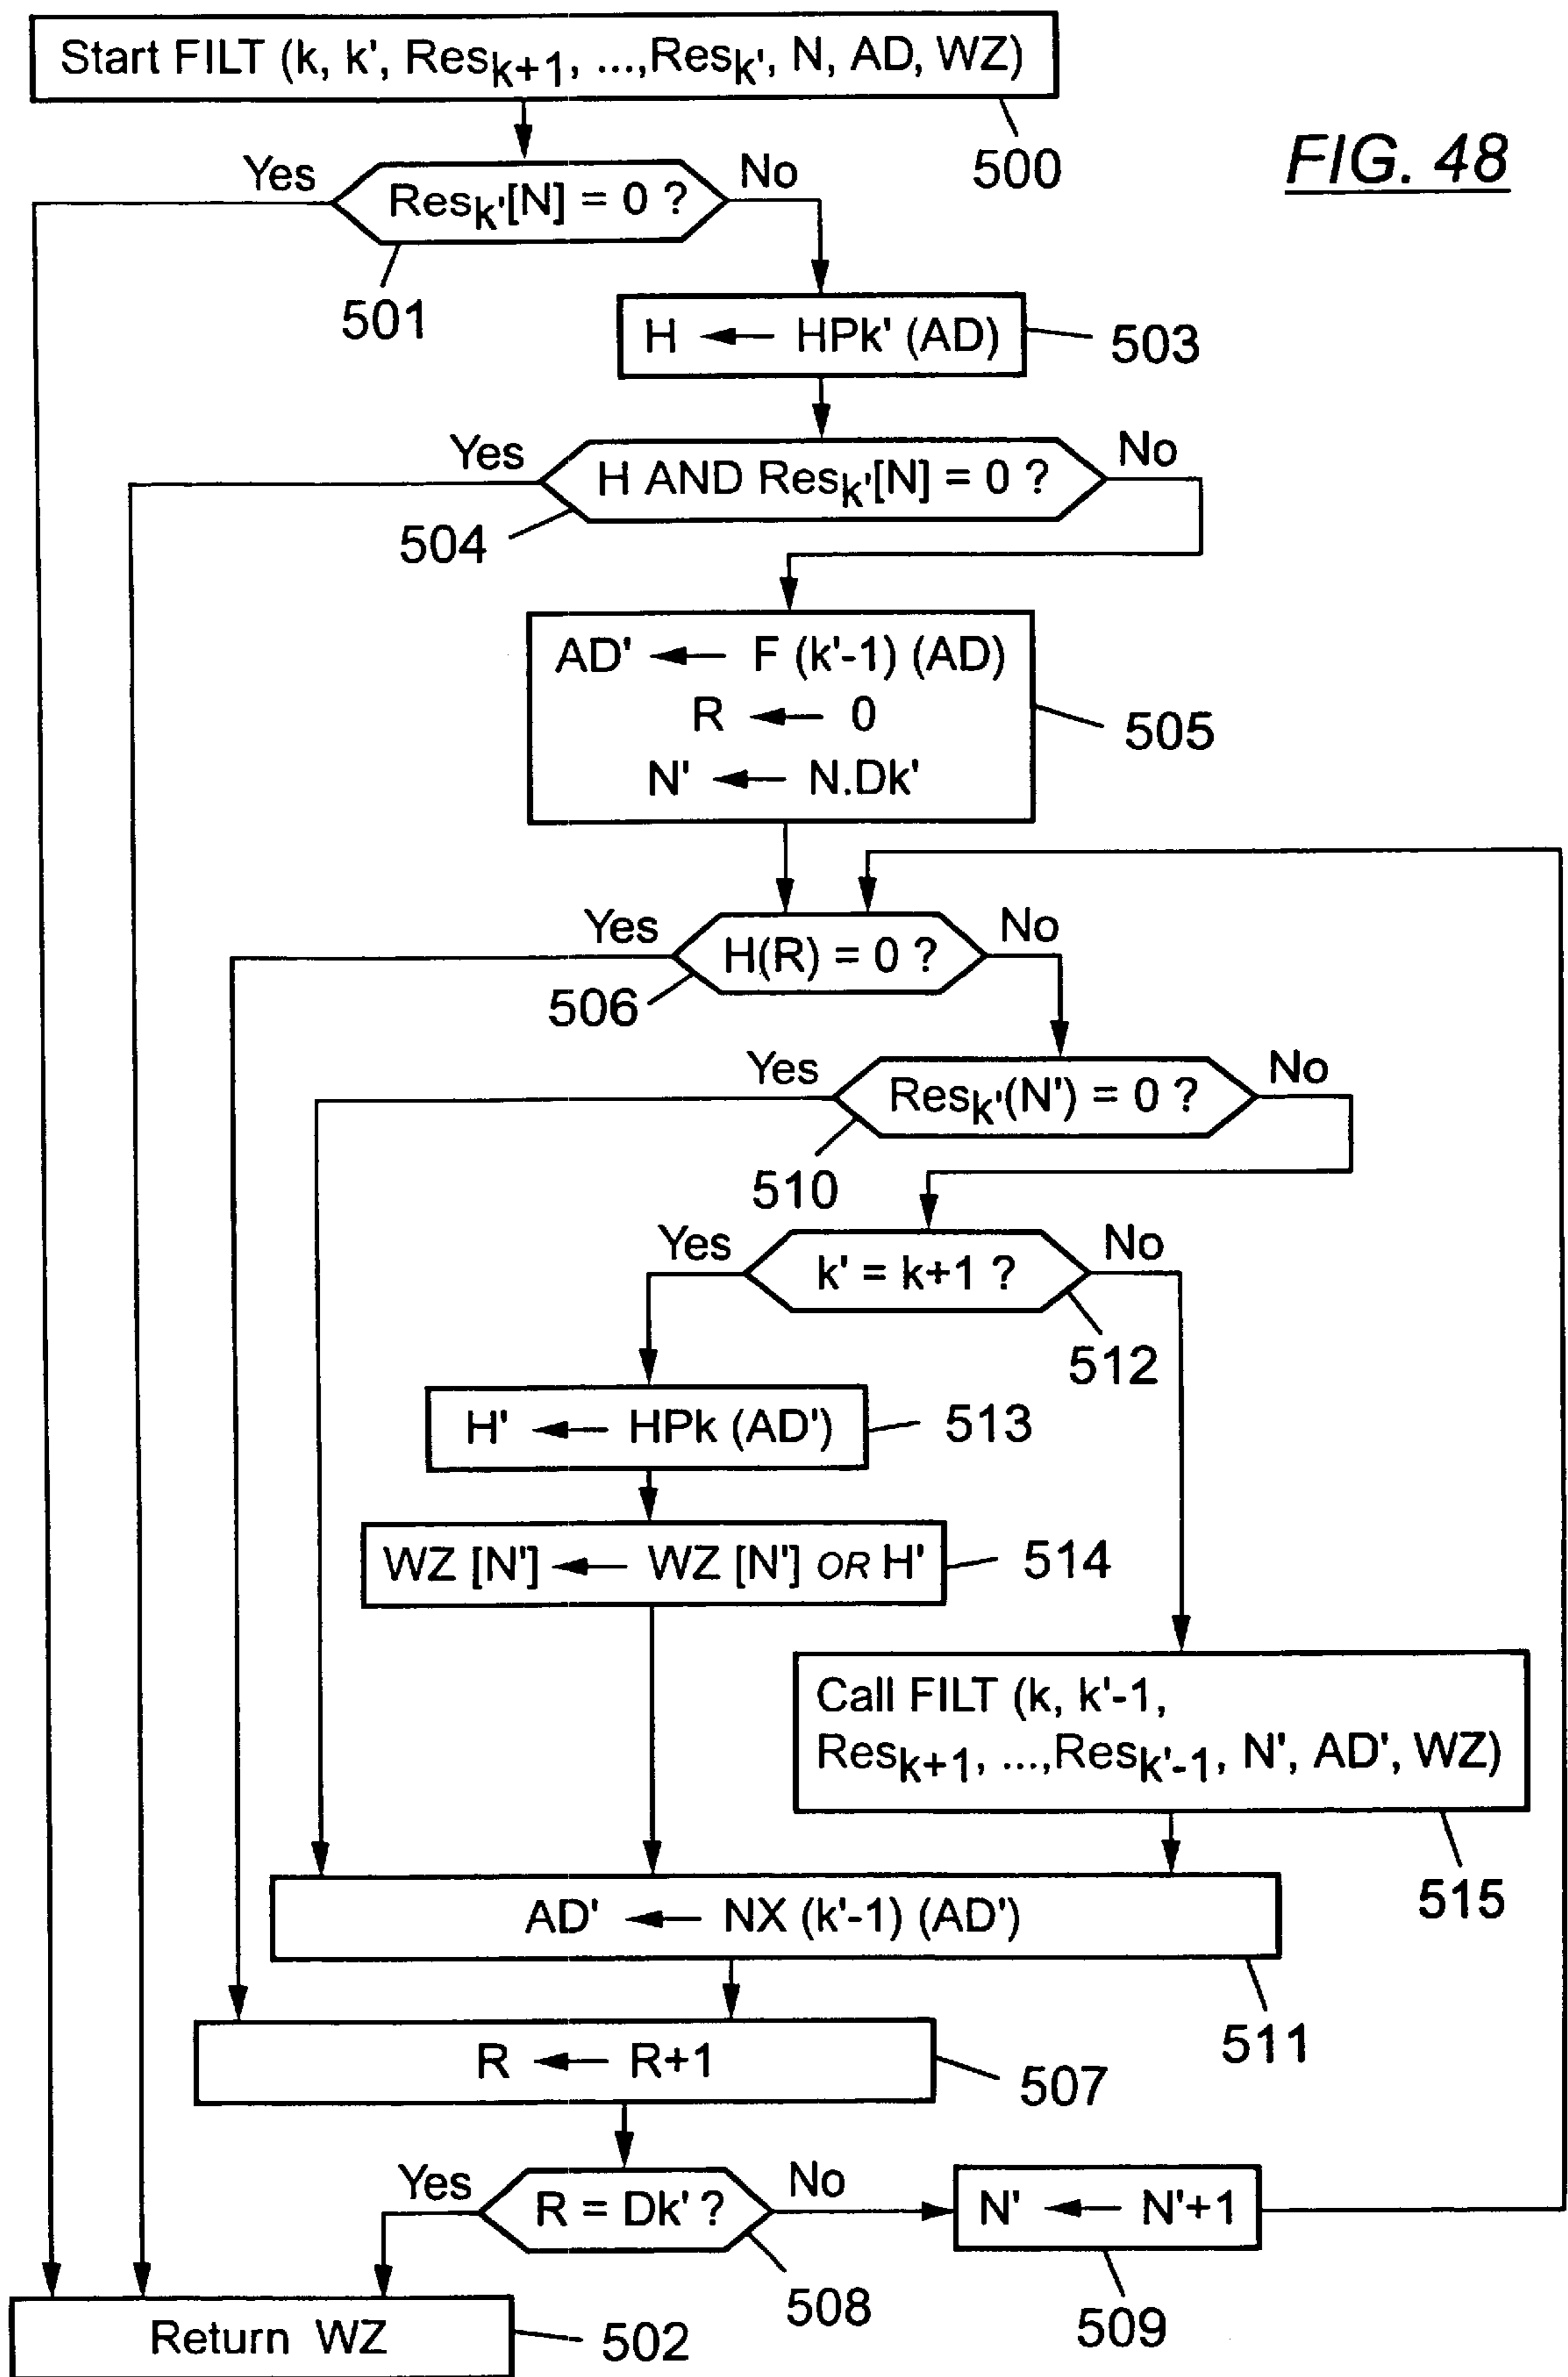 Start FILT (k, k', Resk+1, ...,Resk', N, AD, WZ)
500
FIG. 48
Yes
No
Resk'[N] = 0 ?
501
H ← HPk' (AD)
503
Yes
No
H AND Resk'[N] = 0 ?
504
AD' ← F (k'-1) (AD)
R ← 0
N' ← N.Dk'
505
Yes
No
H(R) = 0 ?
506
Yes
No
Resk'(N') = 0 ?
510
Yes
No
k' = k+1 ?
512
H' ← HPk (AD')
513
WZ [N'] ← WZ [N'] OR H'
514
Call FILT (k, k'-1,
Resk+1, ...,Resk'-1, N', AD', WZ)
515
AD' ← NX (k'-1) (AD')
511
R ← R+1
507
Yes
No
R = Dk' ?
508
N' ← N'+1
509
Return WZ
502